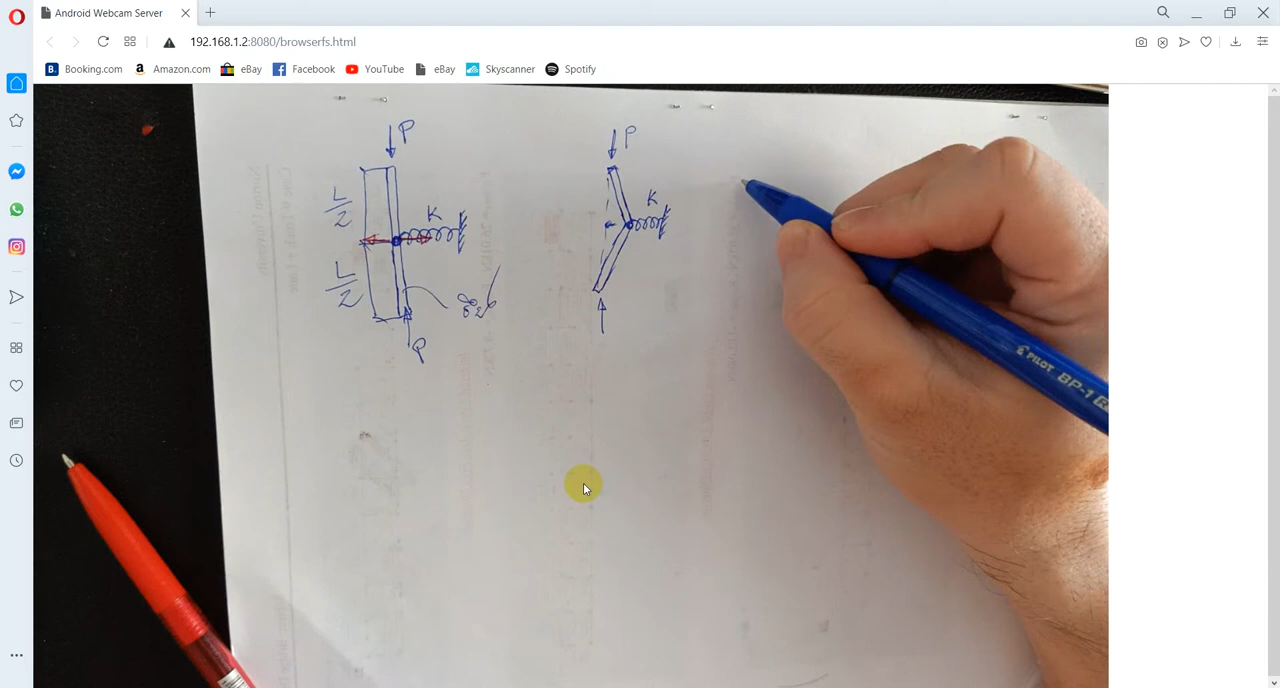 Android Webcam Server
192.168.1.2:8080/browserfs.html
Booking.com
Amazon.com
eBay
Facebook
YouTube
eBay
Skyscanner
Spotify
P
L/2
K
L/2
P
P
K
PILOT BP-1 R